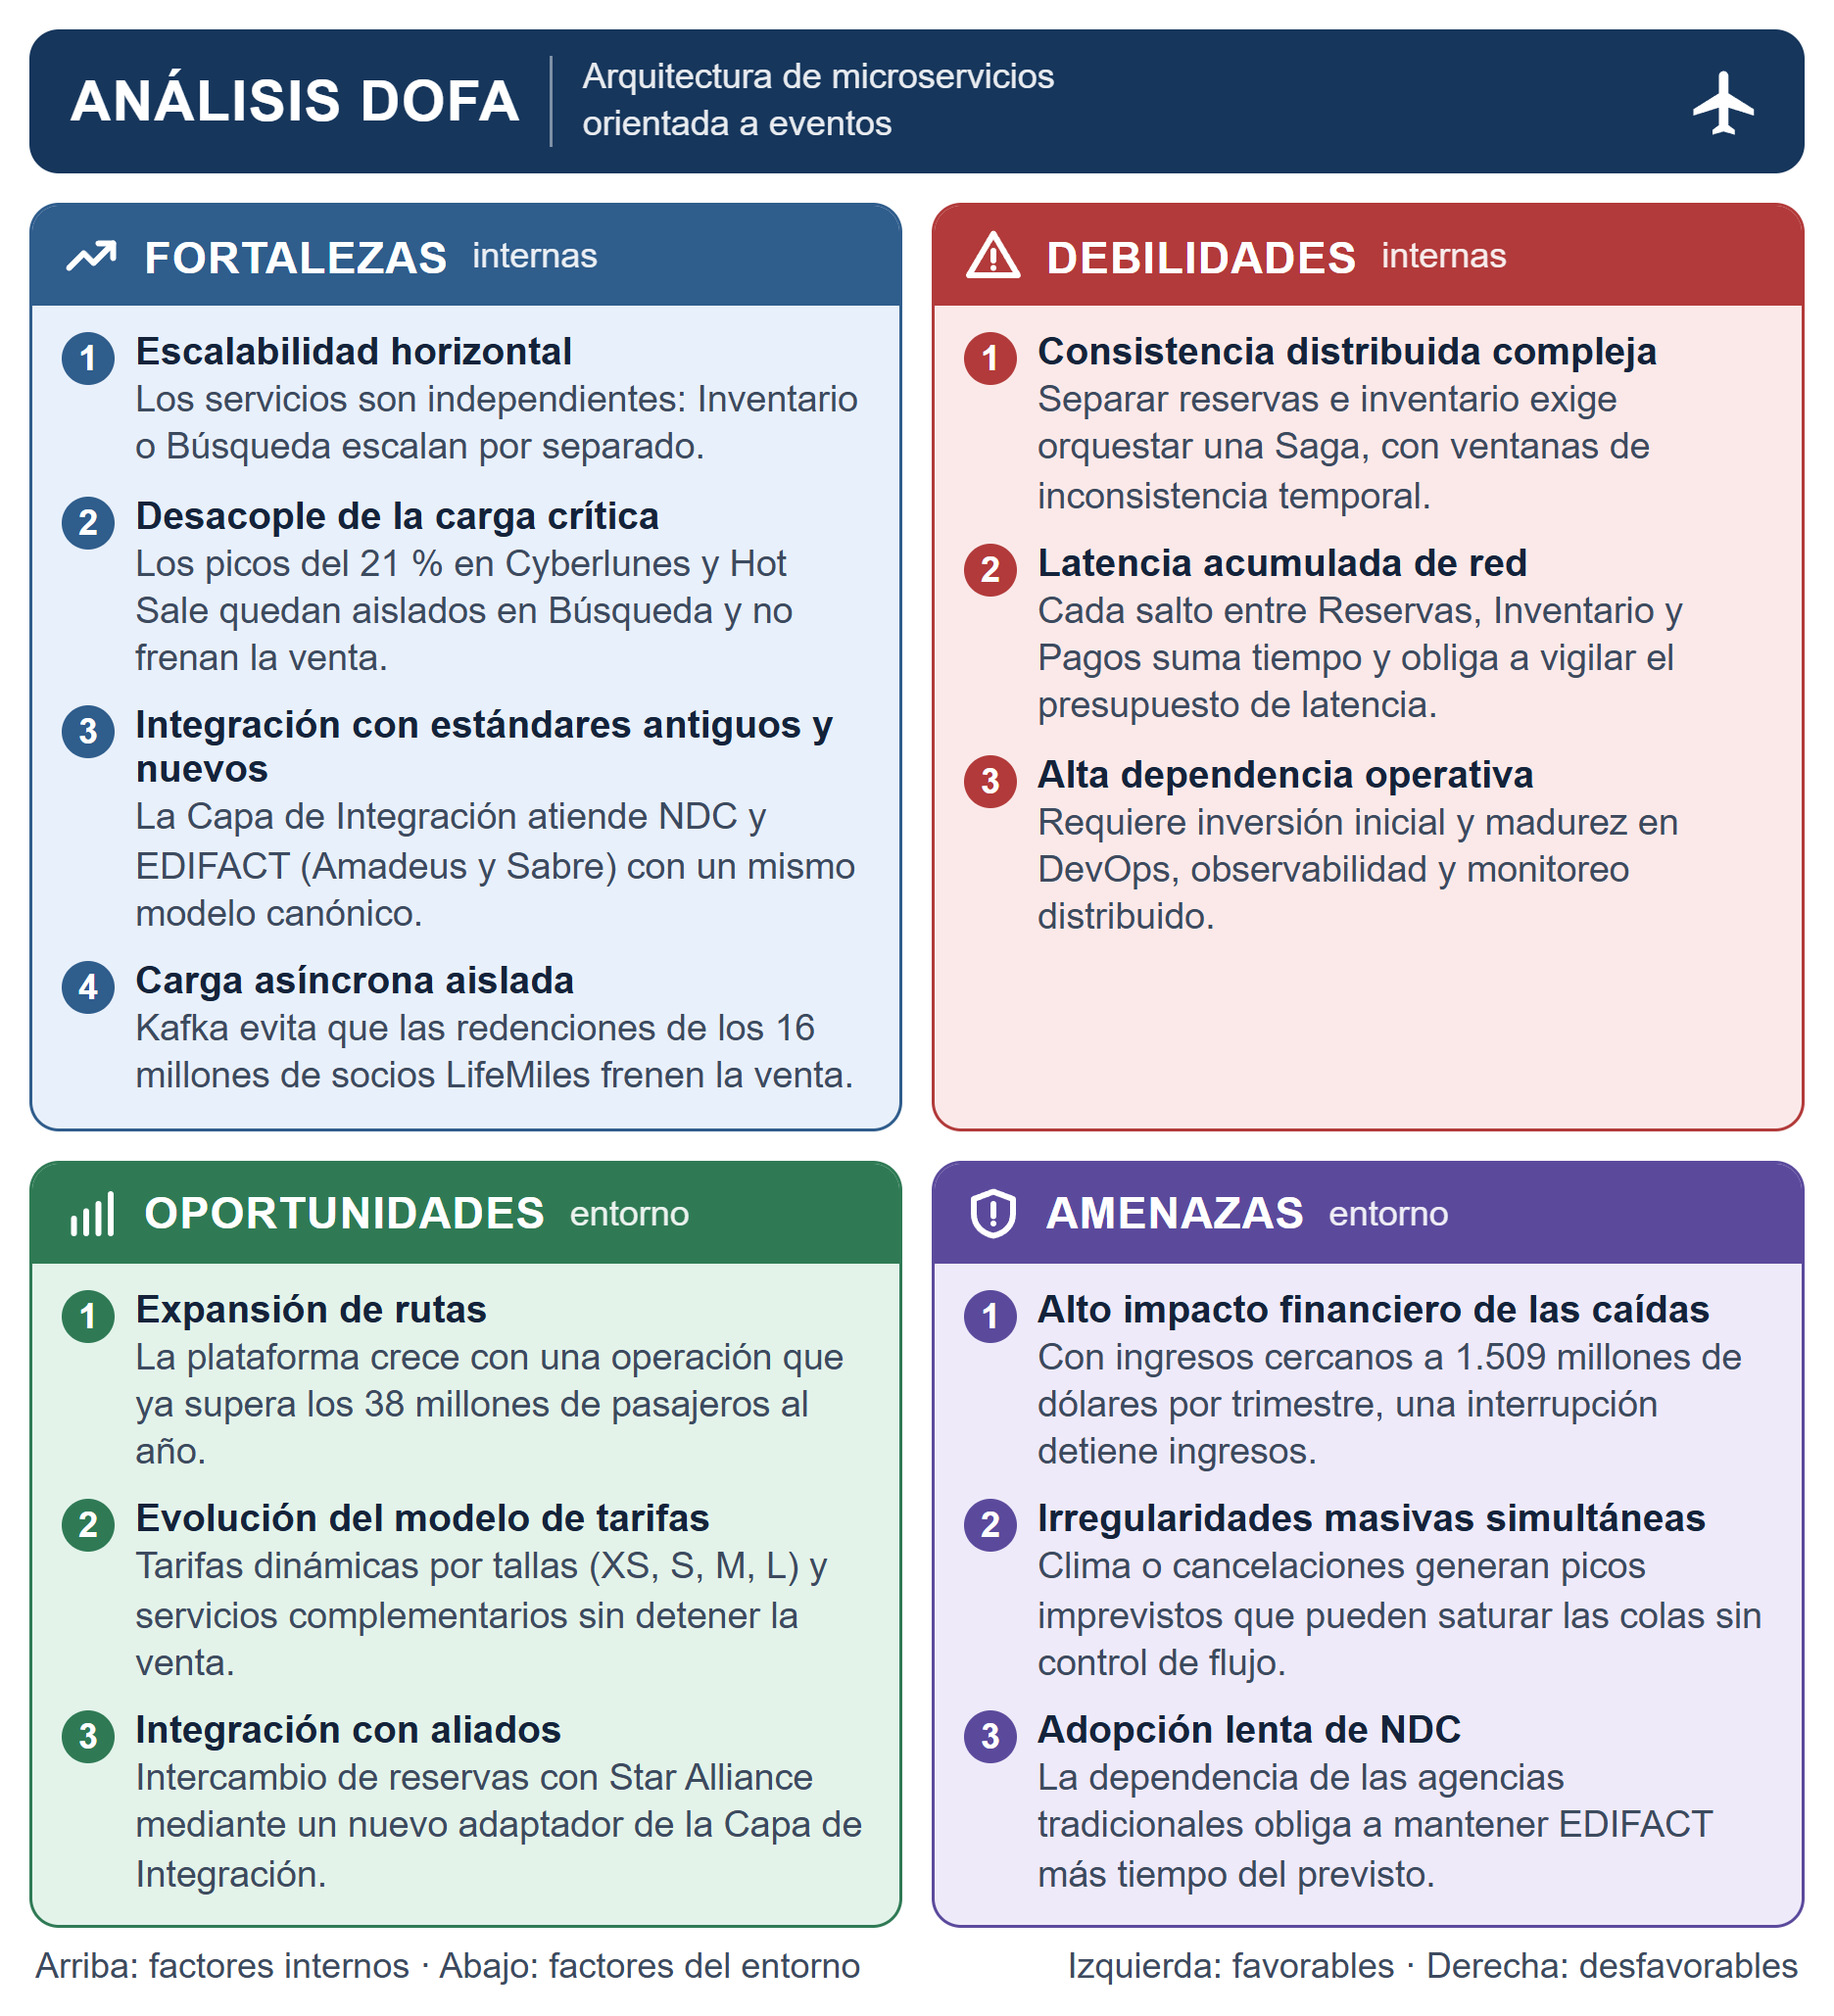 ANÁLISIS DOFA
Arquitectura de microservicios
orientada a eventos
FORTALEZAS internas
1 Escalabilidad horizontal
Los servicios son independientes: Inventario
o Búsqueda escalan por separado.
2 Desacople de la carga crítica
Los picos del 21 % en Cyberlunes y Hot
Sale quedan aislados en Búsqueda y no
frenan la venta.
3 Integración con estándares antiguos y
nuevos
La Capa de Integración atiende NDC y
EDIFACT (Amadeus y Sabre) con un mismo
modelo canónico.
4 Carga asíncrona aislada
Kafka evita que las redenciones de los 16
millones de socios LifeMiles frenen la venta.
DEBILIDADES internas
1 Consistencia distribuida compleja
Separar reservas e inventario exige
orquestar una Saga, con ventanas de
inconsistencia temporal.
2 Latencia acumulada de red
Cada salto entre Reservas, Inventario y
Pagos suma tiempo y obliga a vigilar el
presupuesto de latencia.
3 Alta dependencia operativa
Requiere inversión inicial y madurez en
DevOps, observabilidad y monitoreo
distribuido.
OPORTUNIDADES entorno
1 Expansión de rutas
La plataforma crece con una operación que
ya supera los 38 millones de pasajeros al
año.
2 Evolución del modelo de tarifas
Tarifas dinámicas por tallas (XS, S, M, L) y
servicios complementarios sin detener la
venta.
3 Integración con aliados
Intercambio de reservas con Star Alliance
mediante un nuevo adaptador de la Capa de
Integración.
AMENAZAS entorno
1 Alto impacto financiero de las caídas
Con ingresos cercanos a 1.509 millones de
dólares por trimestre, una interrupción
detiene ingresos.
2 Irregularidades masivas simultáneas
Clima o cancelaciones generan picos
imprevistos que pueden saturar las colas sin
control de flujo.
3 Adopción lenta de NDC
La dependencia de las agencias
tradicionales obliga a mantener EDIFACT
más tiempo del previsto.
Arriba: factores internos · Abajo: factores del entorno
Izquierda: favorables · Derecha: desfavorables